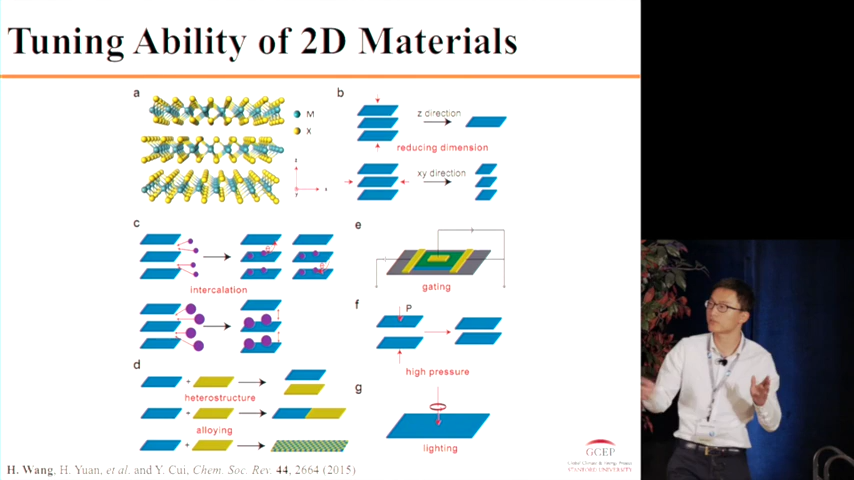 Tuning Ability of 2D Materials
a
M
X
z
y
x
b
z direction
reducing dimension
xy direction
c
intercalation
d
heterostructure
alloying
e
gating
f
P
high pressure
g
lighting
H. Wang, H. Yuan, et al. and Y. Cui, Chem. Soc. Rev. 44, 2664 (2015)
GCEP
Global Climate & Energy Project
STANFORD UNIVERSITY